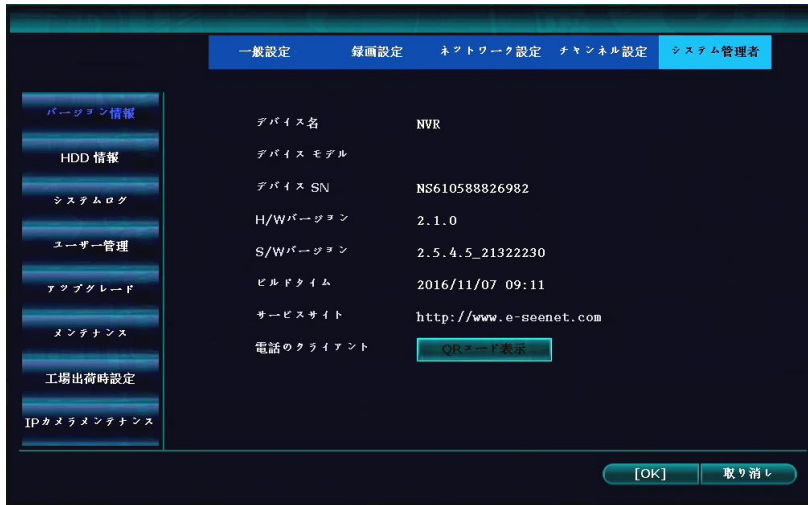 一般設定 録画設定 ネットワーク設定 チャンネル設定 システム管理者
バージョン情報
HDD 情報
システムログ
ユーザー管理
アップグレード
メンテナンス
工場出荷時設定
IPカメラメンテナンス
デバイス名 NVR
デバイス モデル
デバイス SN NS610588826982
H/Wバージョン 2.1.0
S/Wバージョン 2.5.4.5_21322230
ビルドタイム 2016/11/07 09:11
サービスサイト http://www.e-seenet.com
電話のクライアント QRコード表示
[OK] 取り消し